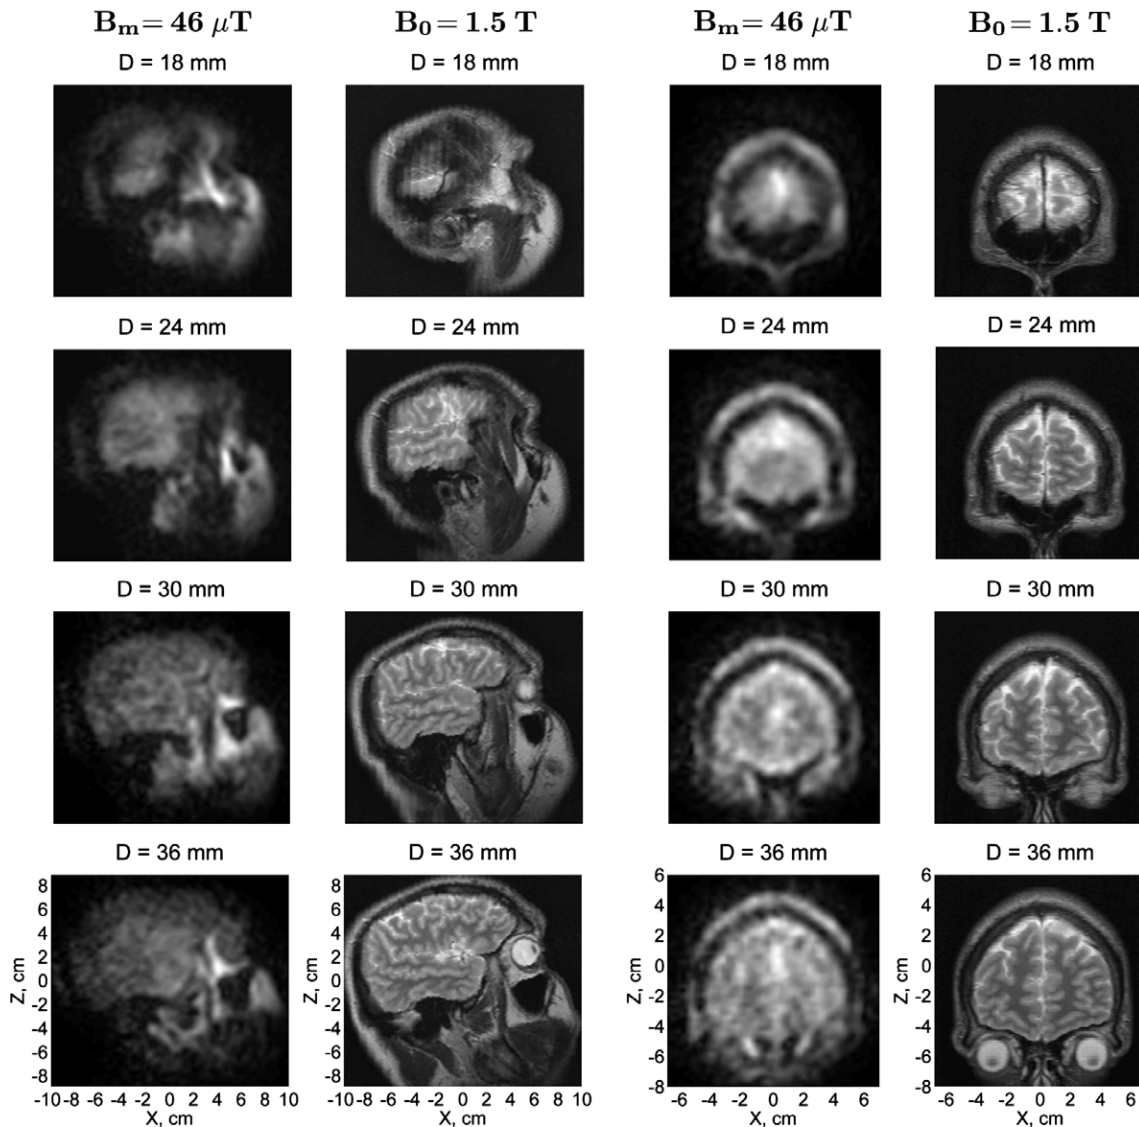 Bm = 46 μT B0 = 1.5 T Bm = 46 μT B0 = 1.5 T
D = 18 mm D = 18 mm D = 18 mm D = 18 mm
D = 24 mm D = 24 mm D = 24 mm D = 24 mm
D = 30 mm D = 30 mm D = 30 mm D = 30 mm
D = 36 mm D = 36 mm D = 36 mm D = 36 mm
8 8 6 6
6 6 4 4
4 4 2 2
2 2 0 0
0 0 -2 -2
-2 -2 -4 -4
-4 -4 -6 -6
-6 -6 -8 -8
-8 -8
Z, cm Z, cm Z, cm Z, cm
-10 -8 -6 -4 -2 0 2 4 6 8 10 -8 -6 -4 -2 0 2 4 6 8 10 -6 -4 -2 0 2 4 6 -6 -4 -2 0 2 4 6
X, cm X, cm X, cm X, cm